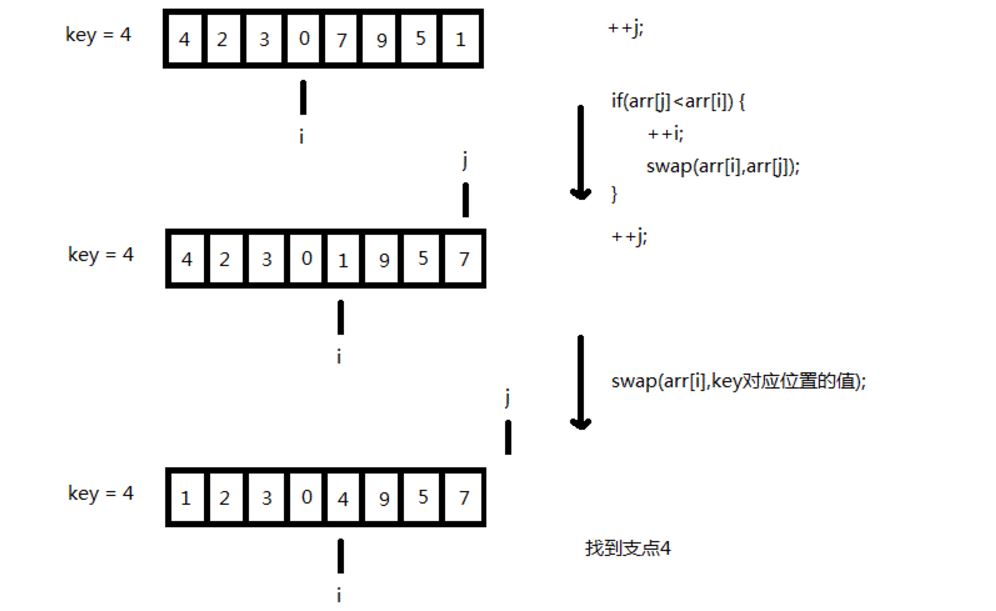 key = 4 4 2 3 0 7 9 5 1
++j;
i
if(arr[j]<arr[i]) {
++i;
swap(arr[i],arr[j]);
}
++j;
j
key = 4 4 2 3 0 1 9 5 7
i
swap(arr[i],key对应位置的值);
j
key = 4 1 2 3 0 4 9 5 7
i
找到支点4